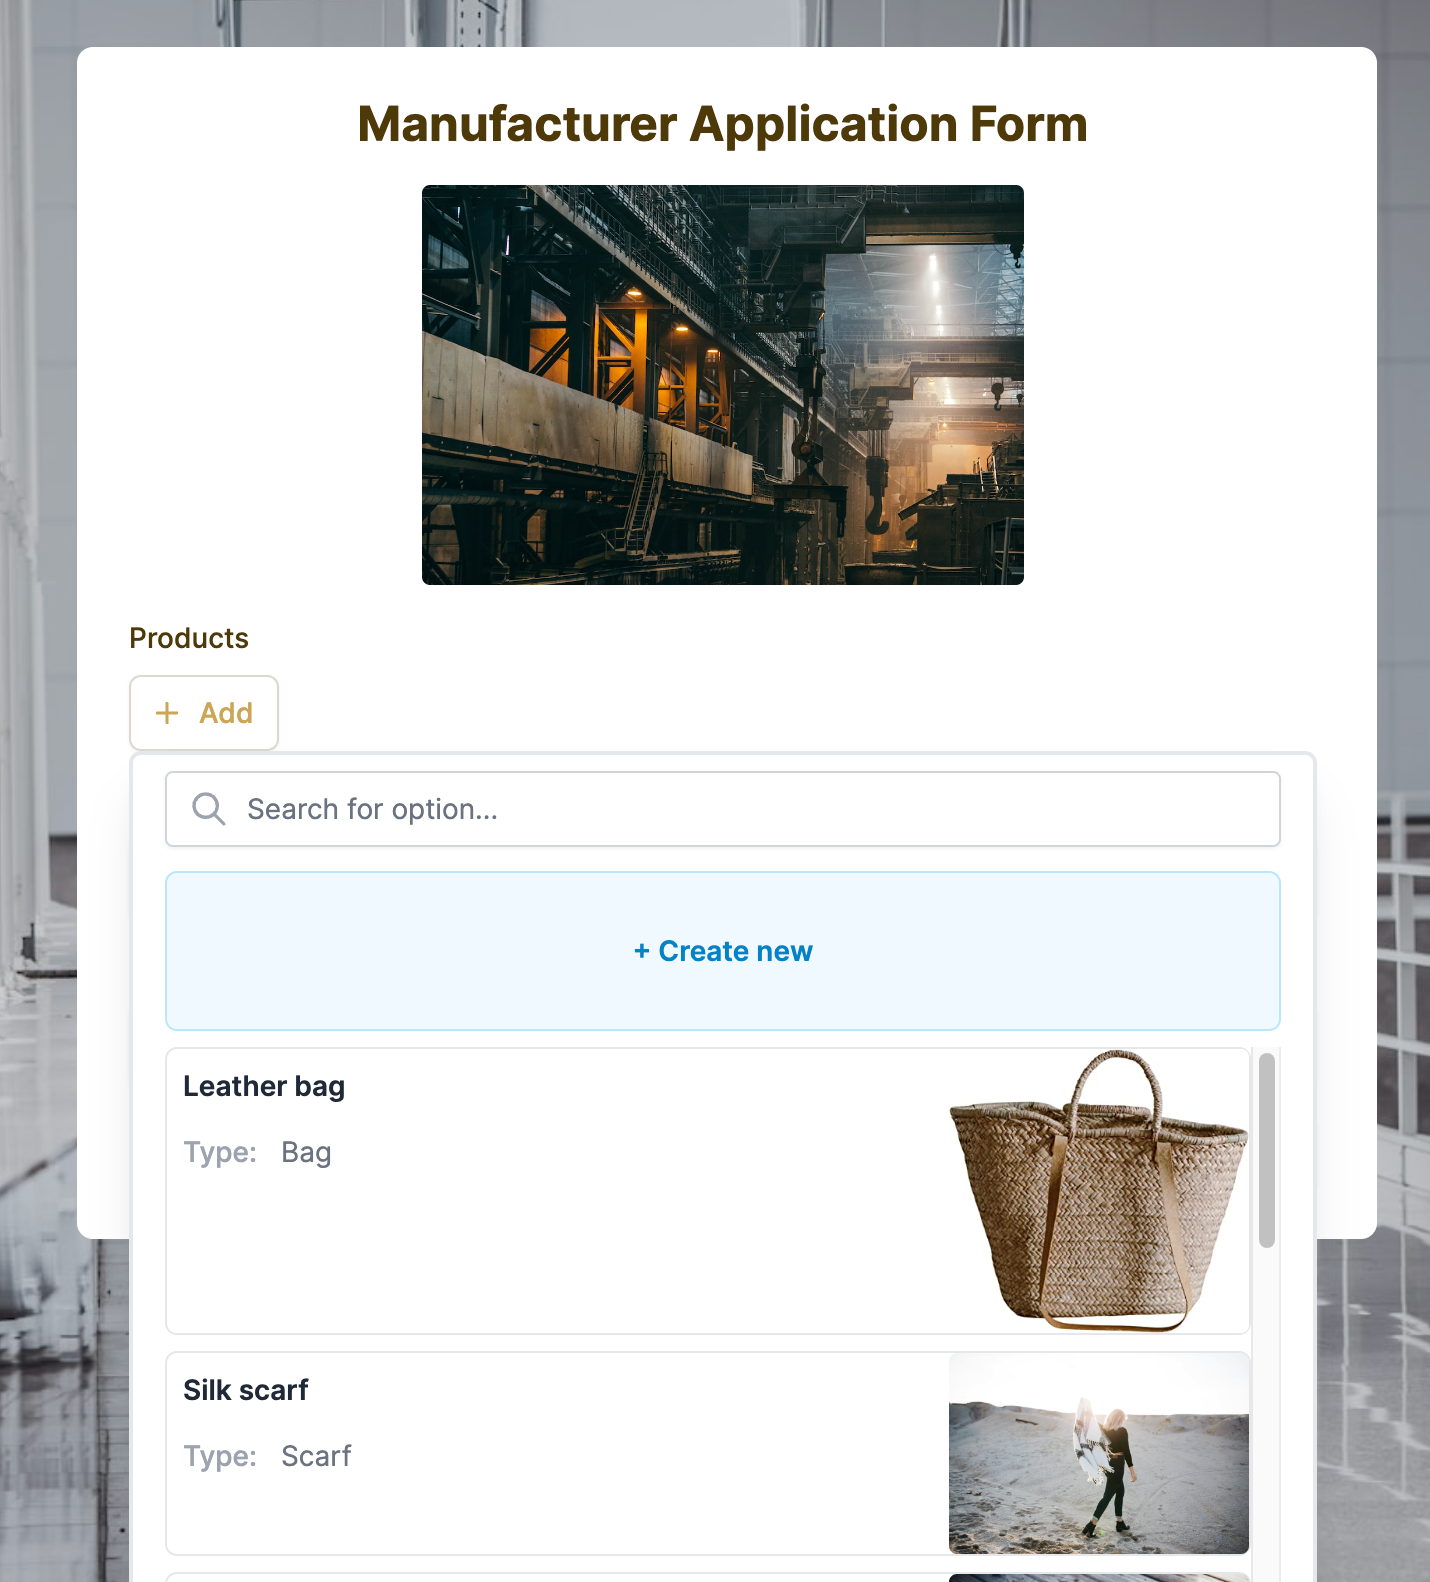 Manufacturer Application Form
Products
+ Add
Search for option...
+ Create new
Leather bag
Type: Bag
Silk scarf
Type: Scarf